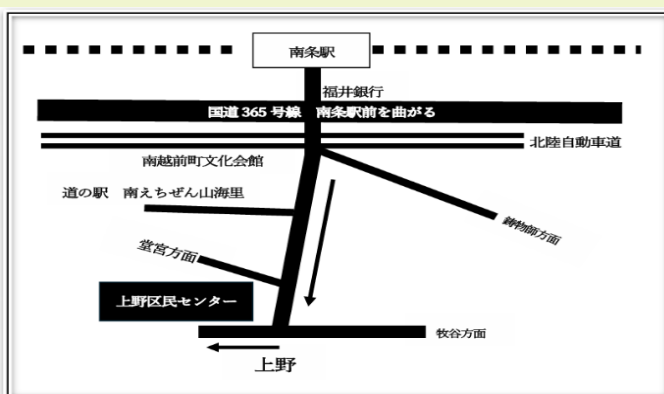 南条駅
福井銀行
国道365号線 南条駅前を曲がる
北陸自動車道
南越前町文化会館
道の駅 南えちぜん山海里
鋳物師方面
堂宮方面
上野区民センター
牧谷方面
上野